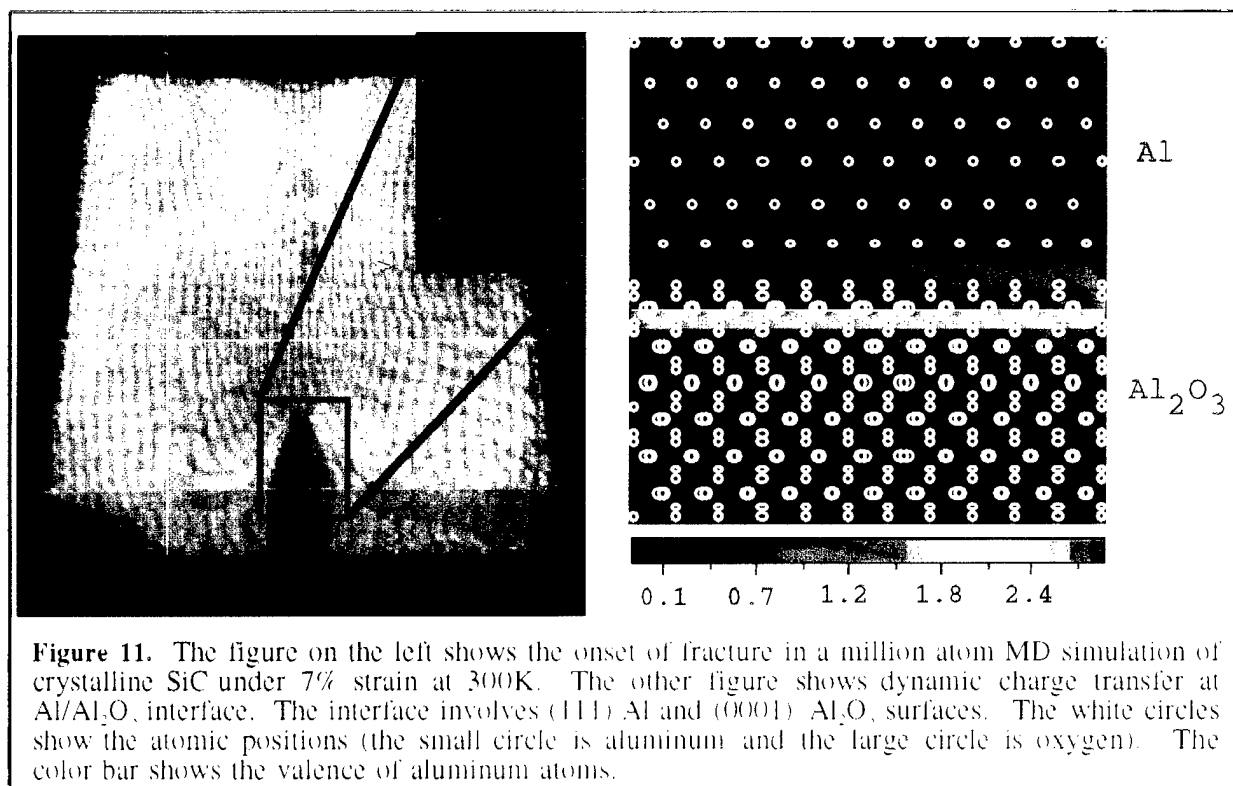 Al
Al₂O₃
0.1 0.7 1.2 1.8 2.4
Figure 11. The figure on the left shows the onset of fracture in a million atom MD simulation of
crystalline SiC under 7% strain at 300K. The other figure shows dynamic charge transfer at
Al/Al₂O, interface. The interface involves (111) Al and (0001) Al₂O, surfaces. The white circles
show the atomic positions (the small circle is aluminum and the large circle is oxygen). The
color bar shows the valence of aluminum atoms.